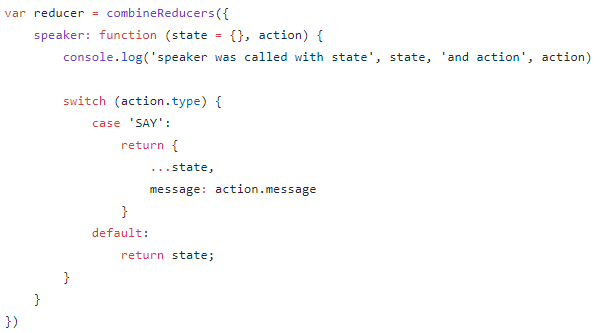 var reducer = combineReducers({
    speaker: function (state = {}, action) {
        console.log('speaker was called with state', state, 'and action', action)

        switch (action.type) {
            case 'SAY':
                return {
                    ...state,
                    message: action.message
                }
            default:
                return state;
        }
    }
})